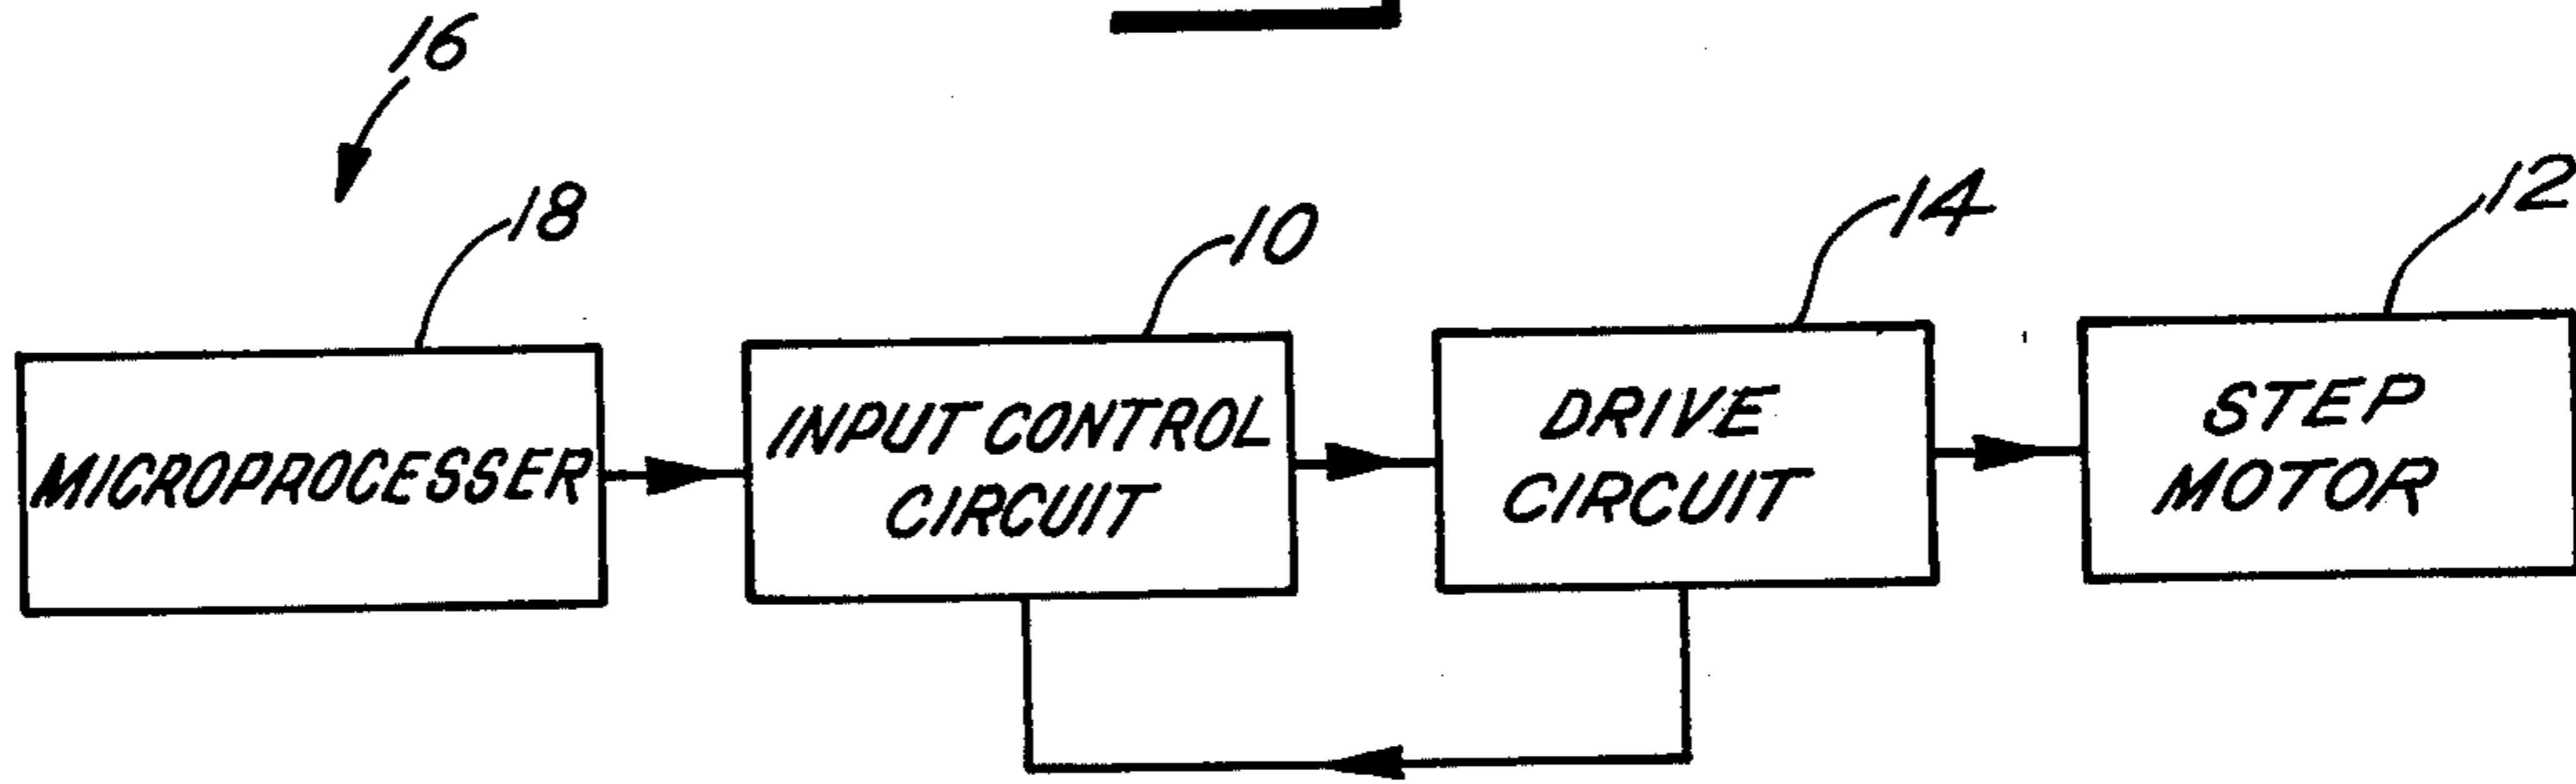 16
18
10
14
12
MICROPROCESSER
INPUT CONTROL
CIRCUIT
DRIVE
CIRCUIT
STEP
MOTOR